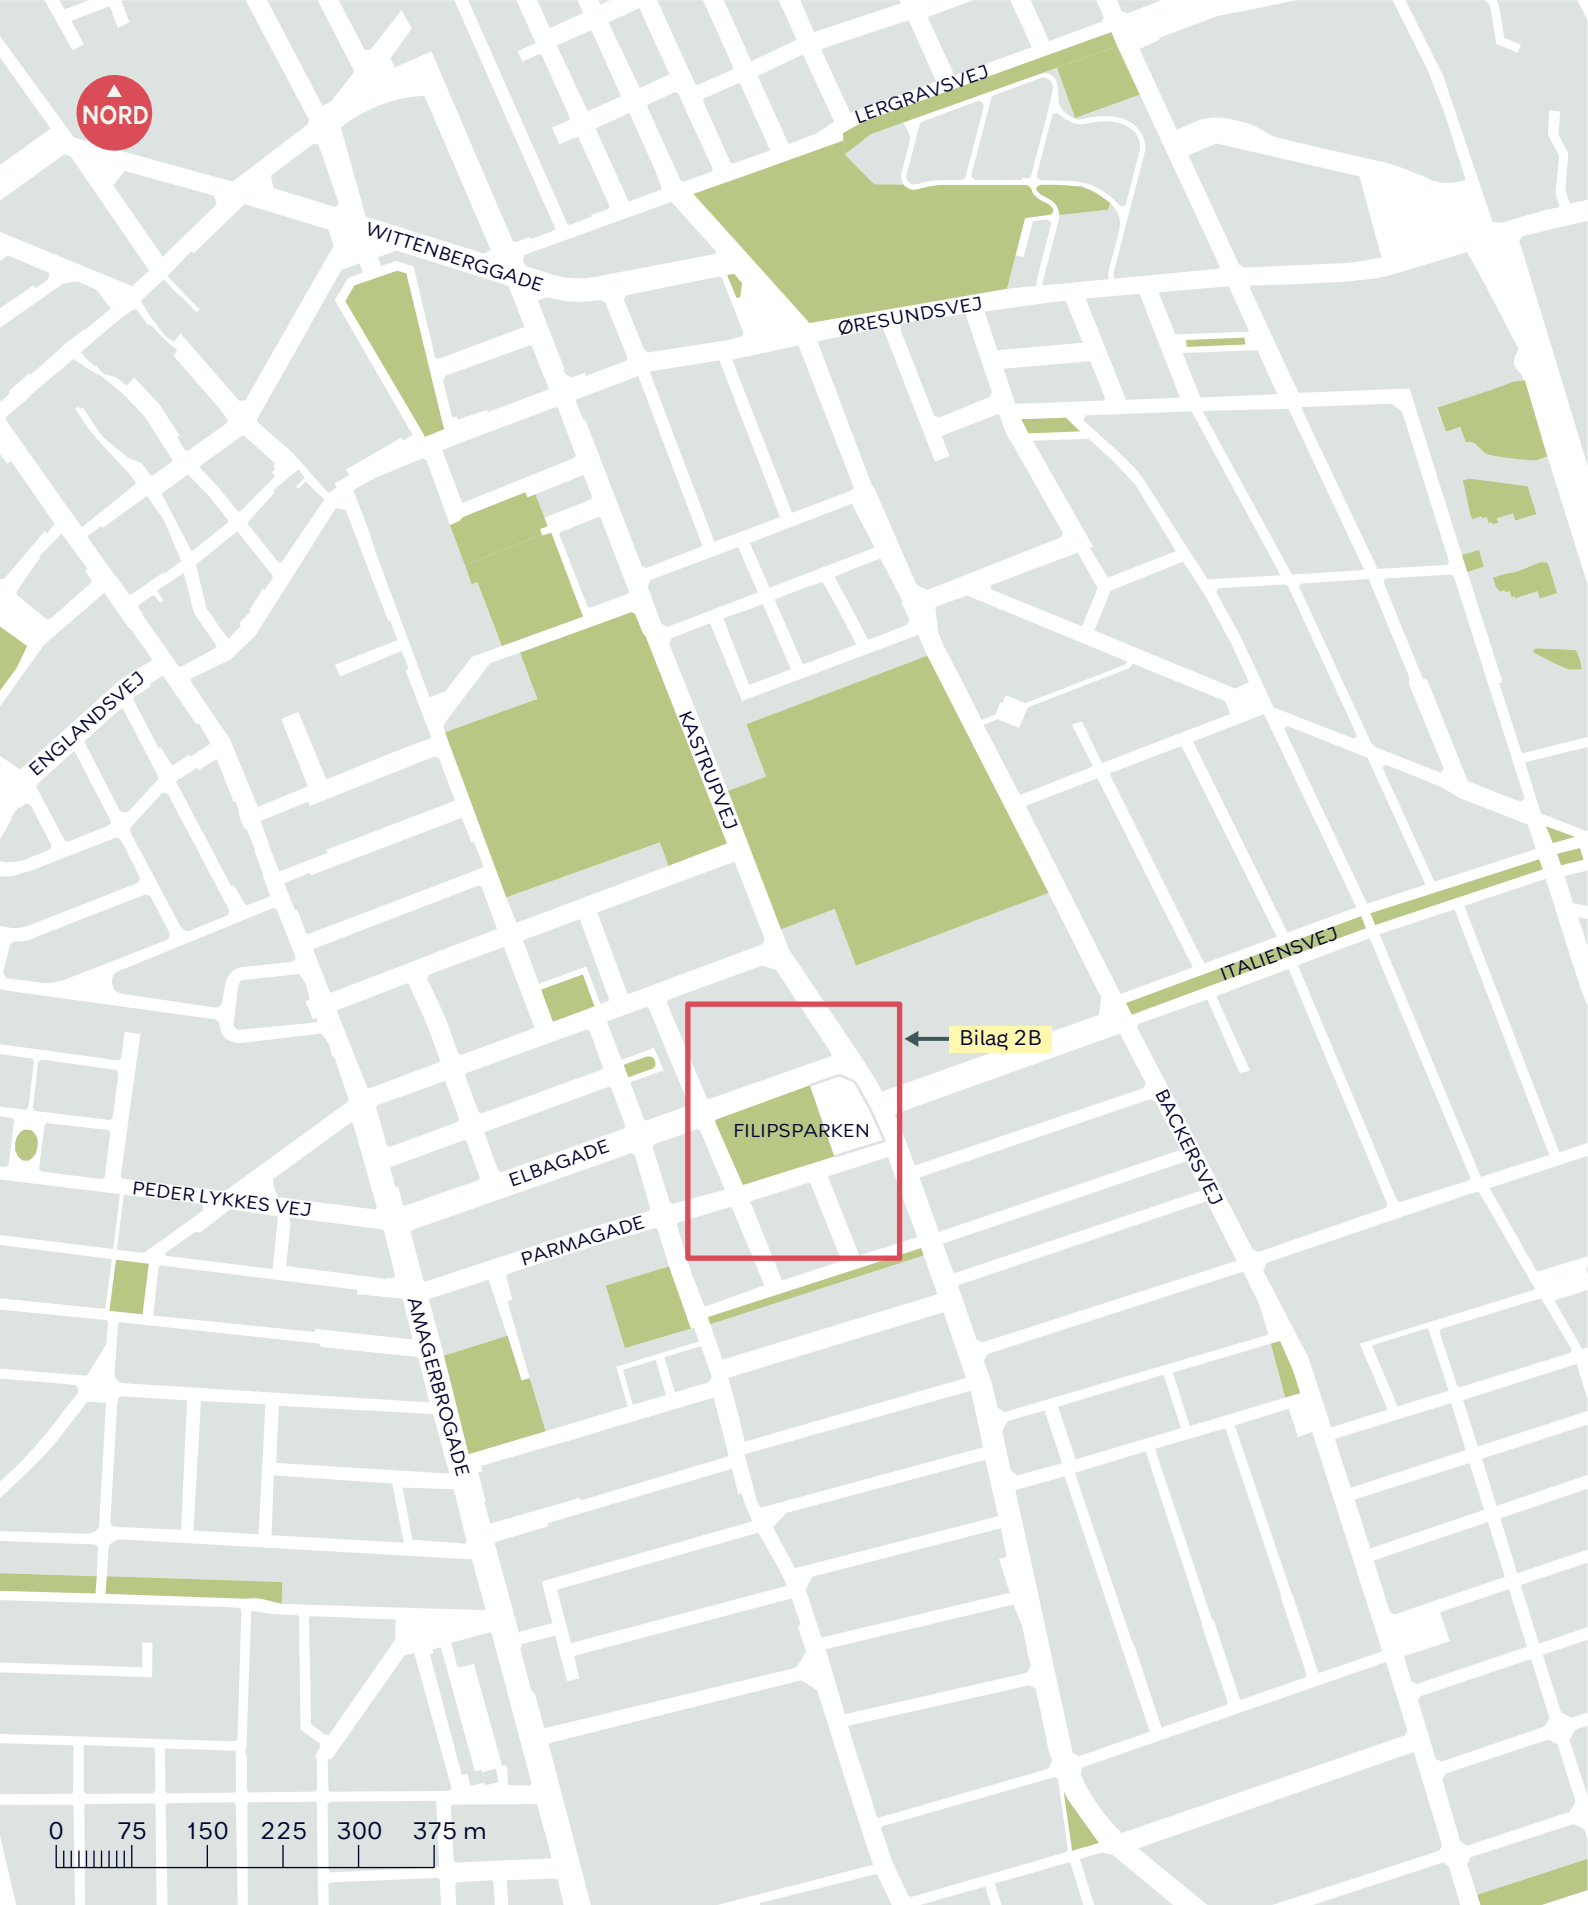 LERGRAVSVEJ
NORD
WITTENBERGGADE
ØRESUNDSVEJ
ENGLANDSVEJ
KASTRUPVEJ
ITALIENSVEJ
Bilag 2B
BACKERSVEJ
FILIPSPARKEN
ELBAGADE
PEDER LYKKES VEJ
PARMAGADE
AMAGERBROGADE
0 75 150 225 300 375 m